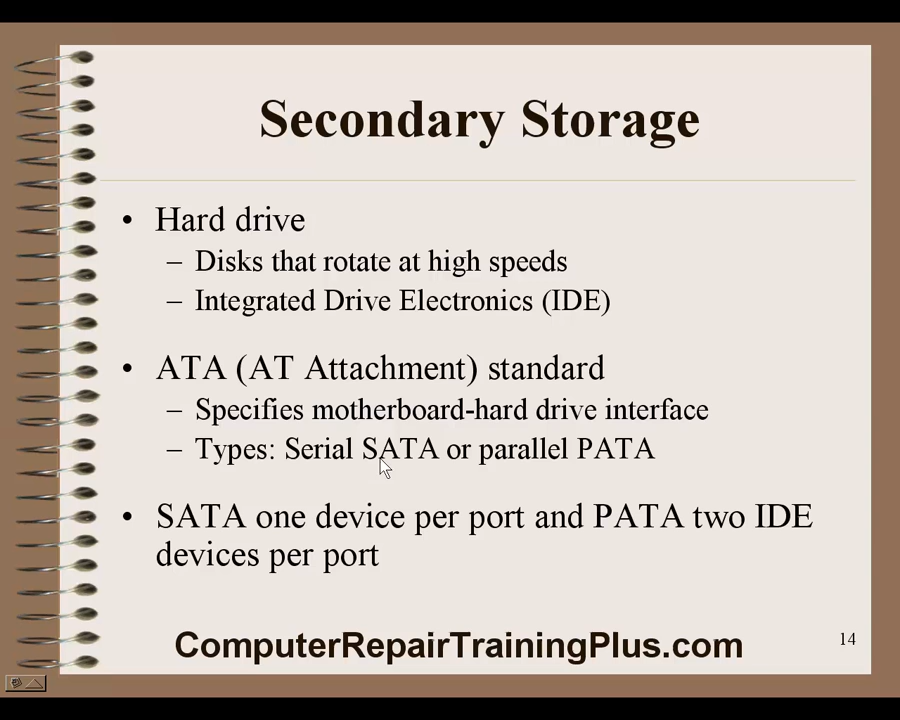 Secondary Storage
• Hard drive
– Disks that rotate at high speeds
– Integrated Drive Electronics (IDE)
• ATA (AT Attachment) standard
– Specifies motherboard-hard drive interface
– Types: Serial SATA or parallel PATA
• SATA one device per port and PATA two IDE
devices per port
ComputerRepairTrainingPlus.com
14